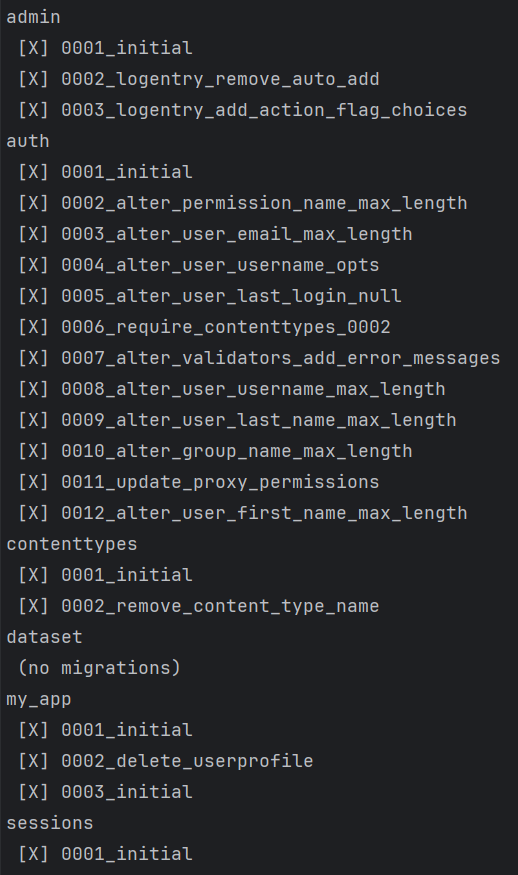 admin
 [X] 0001_initial
 [X] 0002_logentry_remove_auto_add
 [X] 0003_logentry_add_action_flag_choices
auth
 [X] 0001_initial
 [X] 0002_alter_permission_name_max_length
 [X] 0003_alter_user_email_max_length
 [X] 0004_alter_user_username_opts
 [X] 0005_alter_user_last_login_null
 [X] 0006_require_contenttypes_0002
 [X] 0007_alter_validators_add_error_messages
 [X] 0008_alter_user_username_max_length
 [X] 0009_alter_user_last_name_max_length
 [X] 0010_alter_group_name_max_length
 [X] 0011_update_proxy_permissions
 [X] 0012_alter_user_first_name_max_length
contenttypes
 [X] 0001_initial
 [X] 0002_remove_content_type_name
dataset
 (no migrations)
my_app
 [X] 0001_initial
 [X] 0002_delete_userprofile
 [X] 0003_initial
sessions
 [X] 0001_initial